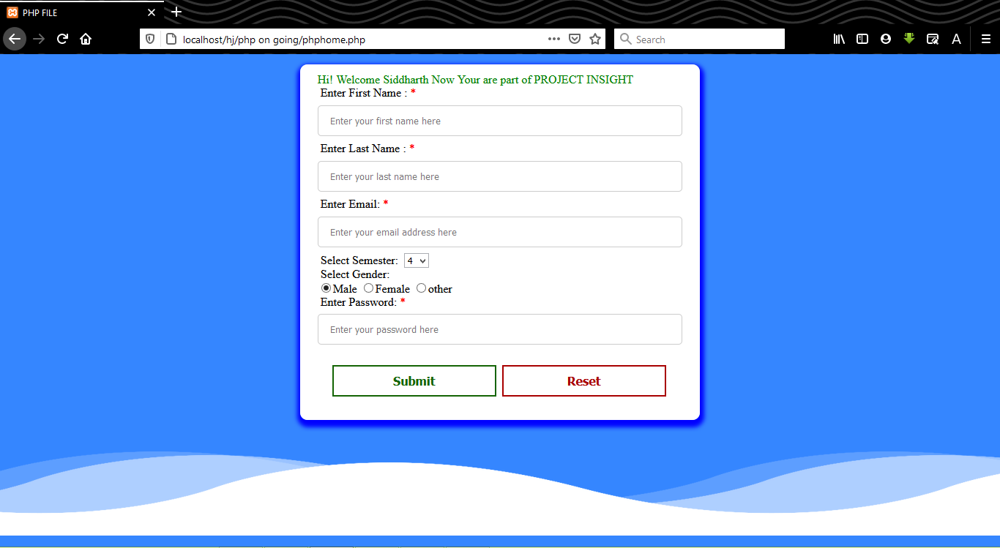 PHP FILE
localhost/hj/php on going/phphome.php
Search
A
Hi! Welcome Siddharth Now Your are part of PROJECT INSIGHT
Enter First Name : *
Enter your first name here
Enter Last Name : *
Enter your last name here
Enter Email: *
Enter your email address here
Select Semester: 4
Select Gender:
Male Female other
Enter Password: *
Enter your password here
Submit Reset